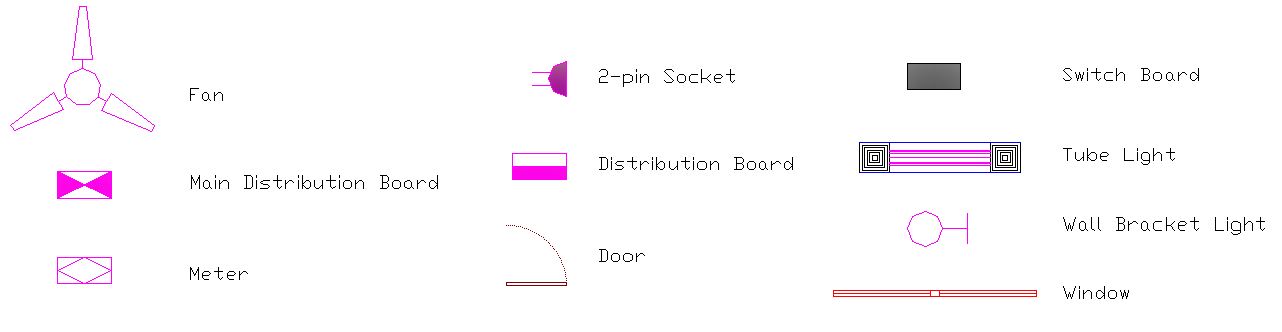 Fan
Main Distribution Board
Meter
2-pin Socket
Distribution Board
Door
Switch Board
Tube Light
Wall Bracket Light
Window